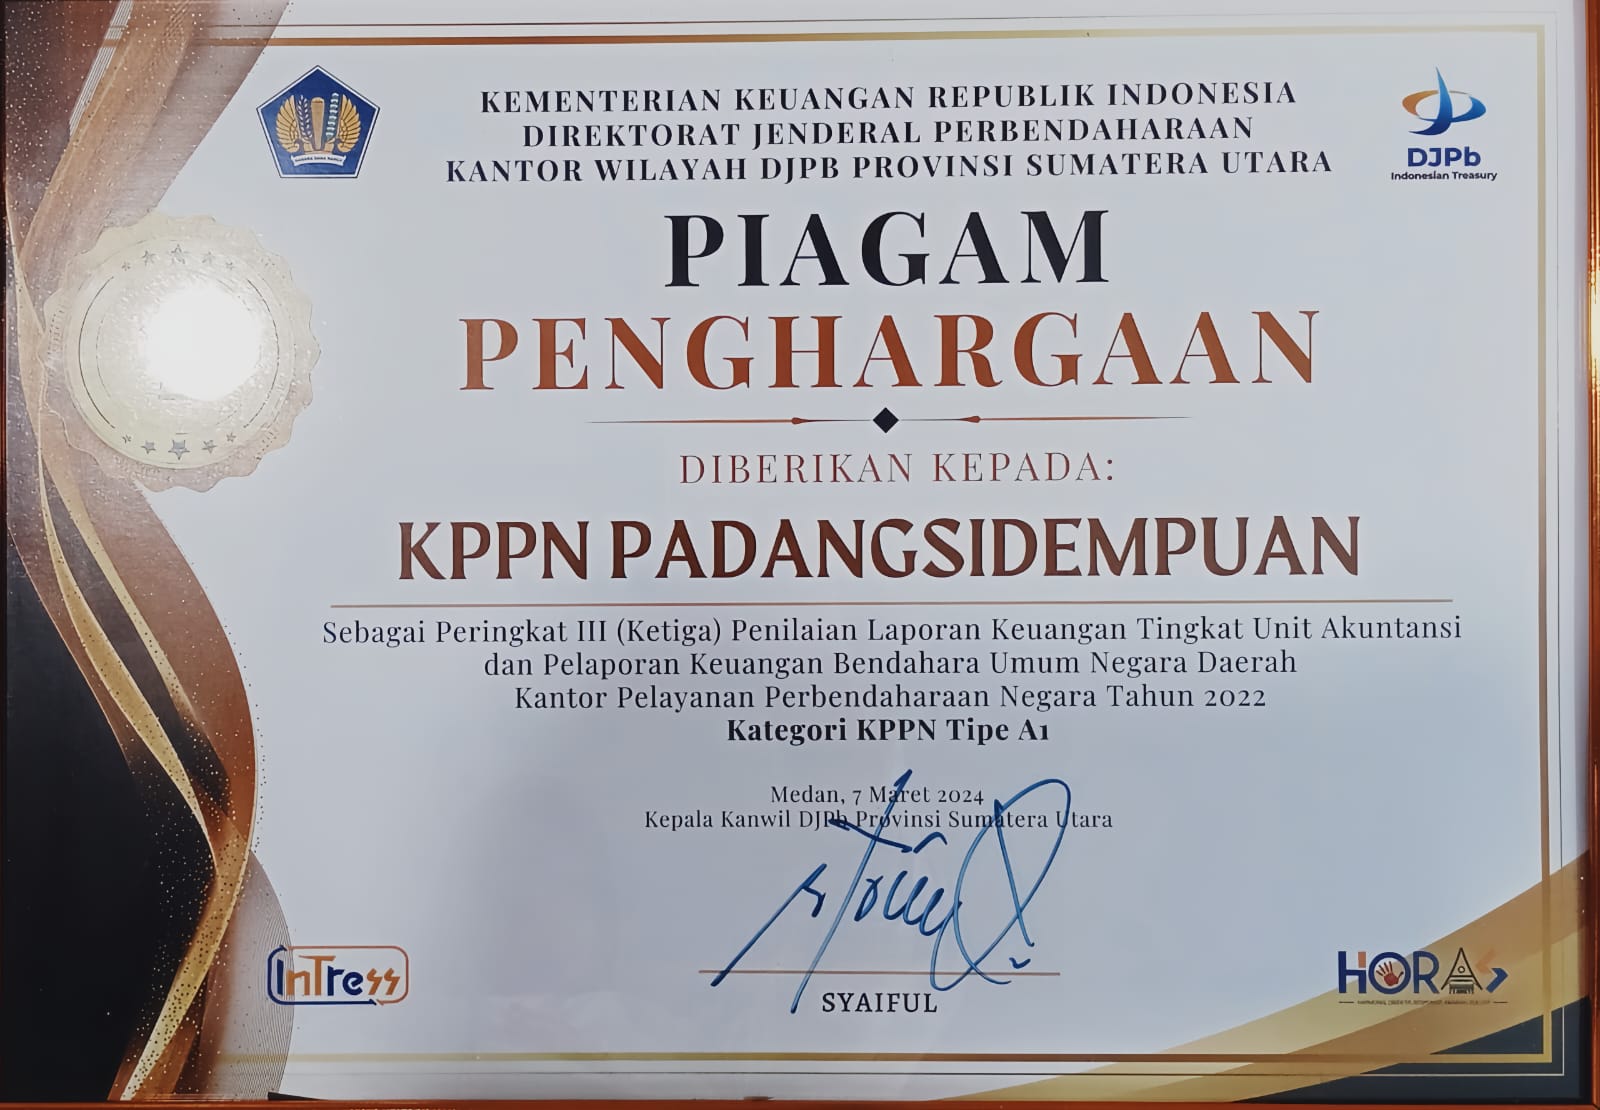 KEMENTERIAN KEUANGAN REPUBLIK INDONESIA
DIREKTORAT JENDERAL PERBENDAHARAAN
KANTOR WILAYAH DJPB PROVINSI SUMATERA UTARA
DJPb
Indonesian Treasury
PIAGAM
PENGHARGAAN
DIBERIKAN KEPADA:
KPPN PADANGSIDEMPUAN
Sebagai Peringkat III (Ketiga) Penilaian Laporan Keuangan Tingkat Unit Akuntansi
dan Pelaporan Keuangan Bendahara Umum Negara Daerah
Kantor Pelayanan Perbendaharaan Negara Tahun 2022
Kategori KPPN Tipe A1
Medan, 7 Maret 2024
Kepala Kanwil DJPb Provinsi Sumatera Utara
SYAIFUL
InTress
HORAS